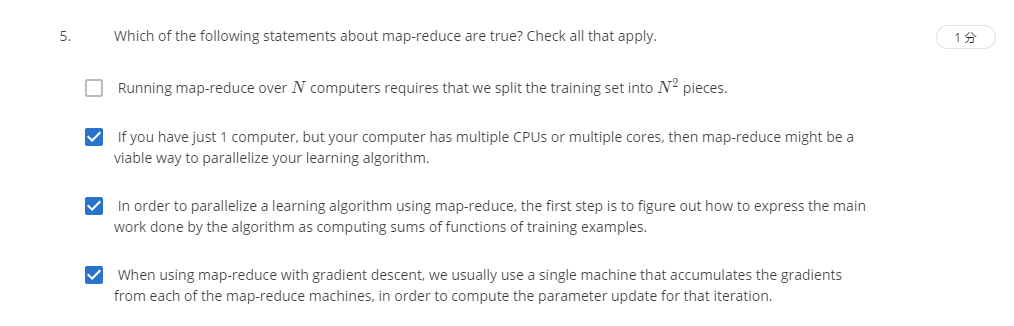 5. Which of the following statements about map-reduce are true? Check all that apply. 1分
Running map-reduce over N computers requires that we split the training set into N² pieces.
If you have just 1 computer, but your computer has multiple CPUs or multiple cores, then map-reduce might be a
viable way to parallelize your learning algorithm.
In order to parallelize a learning algorithm using map-reduce, the first step is to figure out how to express the main
work done by the algorithm as computing sums of functions of training examples.
When using map-reduce with gradient descent, we usually use a single machine that accumulates the gradients
from each of the map-reduce machines, in order to compute the parameter update for that iteration.